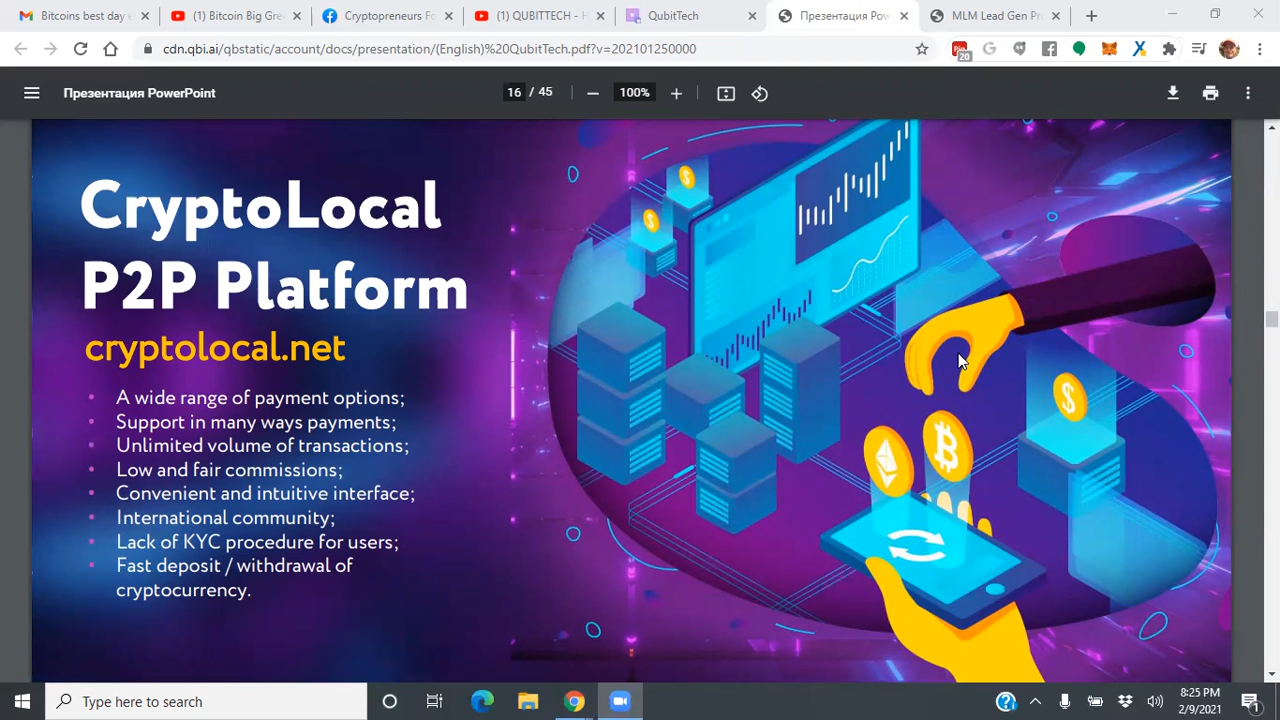 Bitcoins best day e
(1) Bitcoin Big Gre
Cryptopreneurs Fo
(1) QUBITTECH - H
QubitTech
Презентация Pow
MLM Lead Gen Pr
cdn.qbi.ai/qbstatc/account/docs/presentation/(English)%20QubitTech.pdf?v=202101250000
20
Презентация PowerPoint
16 / 45
100%
CryptoLocal
P2P Platform
cryptolocal.net
• A wide range of payment options;
• Support in many ways payments;
• Unlimited volume of transactions;
• Low and fair commissions;
• Convenient and intuitive interface;
• International community;
• Lack of KYC procedure for users;
• Fast deposit / withdrawal of
cryptocurrency.
Type here to search
8:25 PM
2/9/2021
1